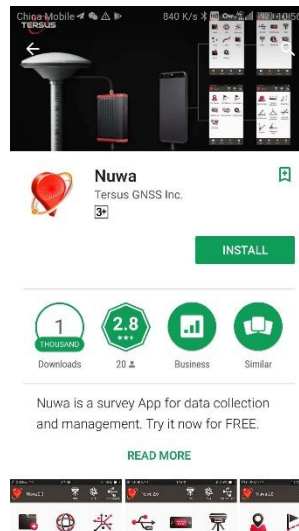 China Mobile
840 K/s
TERSUS
Nuwa
Tersus GNSS Inc.
3+
INSTALL
1
THOUSAND
Downloads
2.8
20
Business
Similar
Nuwa is a survey App for data collection
and management. Try it now for FREE.
READ MORE